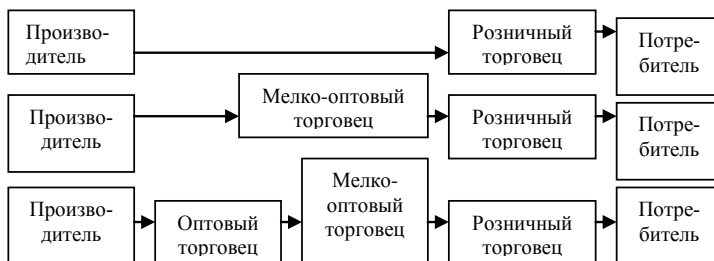 Произво-
дитель
Розничный
торговец
Потре-
битель
Произво-
дитель
Мелко-оптовый
торговец
Розничный
торговец
Потре-
битель
Произво-
дитель
Оптовый
торговец
Мелко-
оптовый
торговец
Розничный
торговец
Потре-
битель